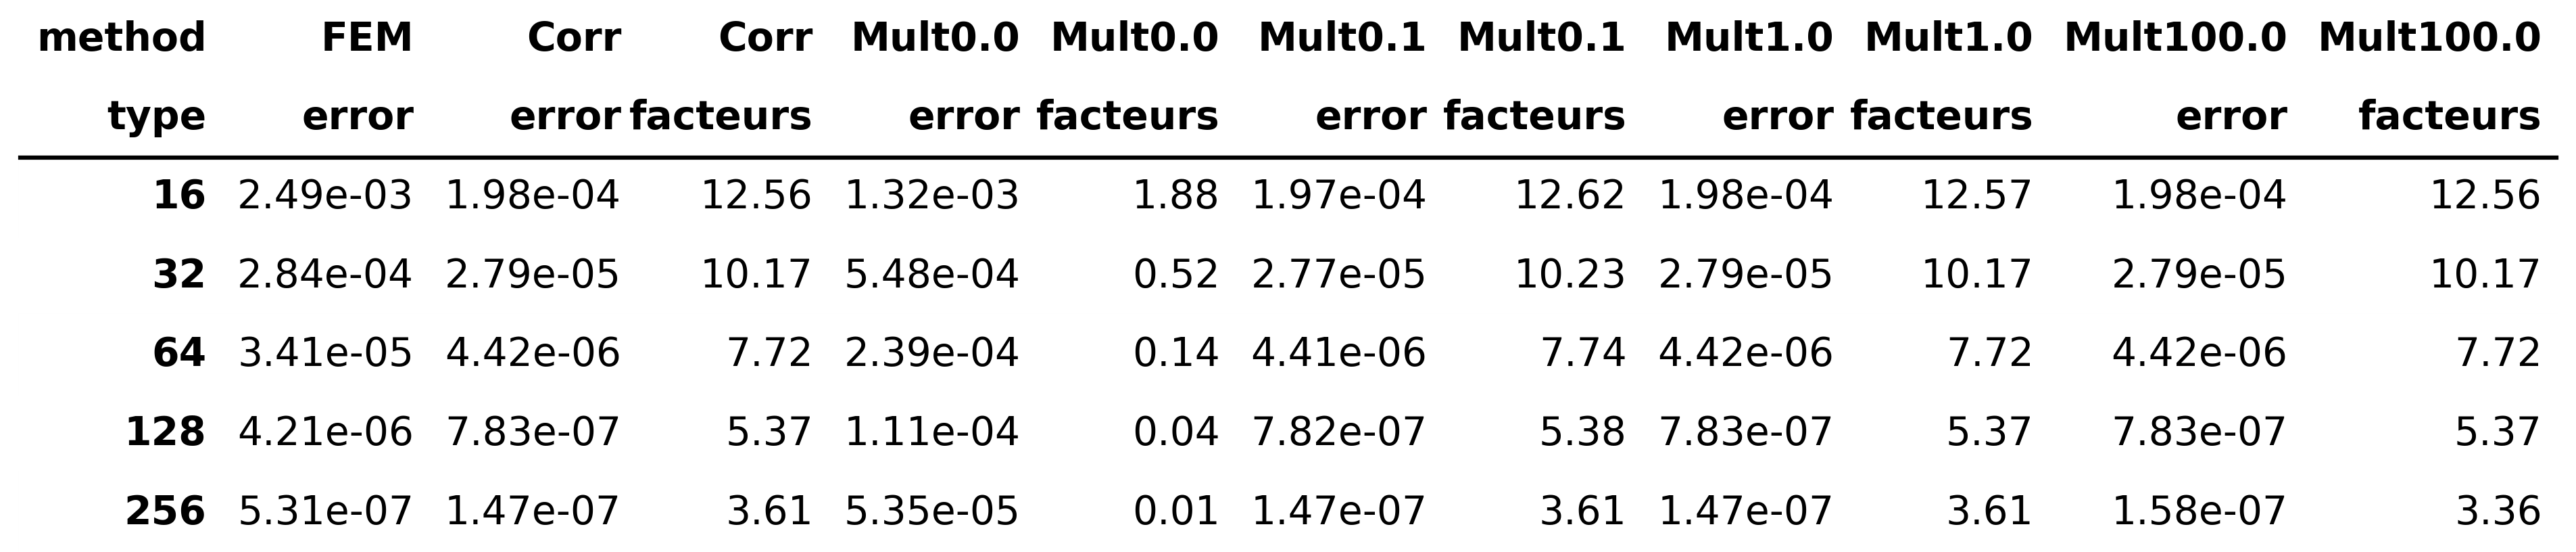 method FEM Corr Corr Mult0.0 Mult0.0 Mult0.1 Mult0.1 Mult1.0 Mult1.0 Mult100.0 Mult100.0
type error error facteurs error facteurs error facteurs error facteurs error facteurs
16 2.49e-03 1.98e-04 12.56 1.32e-03 1.88 1.97e-04 12.62 1.98e-04 12.57 1.98e-04 12.56
32 2.84e-04 2.79e-05 10.17 5.48e-04 0.52 2.77e-05 10.23 2.79e-05 10.17 2.79e-05 10.17
64 3.41e-05 4.42e-06 7.72 2.39e-04 0.14 4.41e-06 7.74 4.42e-06 7.72 4.42e-06 7.72
128 4.21e-06 7.83e-07 5.37 1.11e-04 0.04 7.82e-07 5.38 7.83e-07 5.37 7.83e-07 5.37
256 5.31e-07 1.47e-07 3.61 5.35e-05 0.01 1.47e-07 3.61 1.47e-07 3.61 1.58e-07 3.36